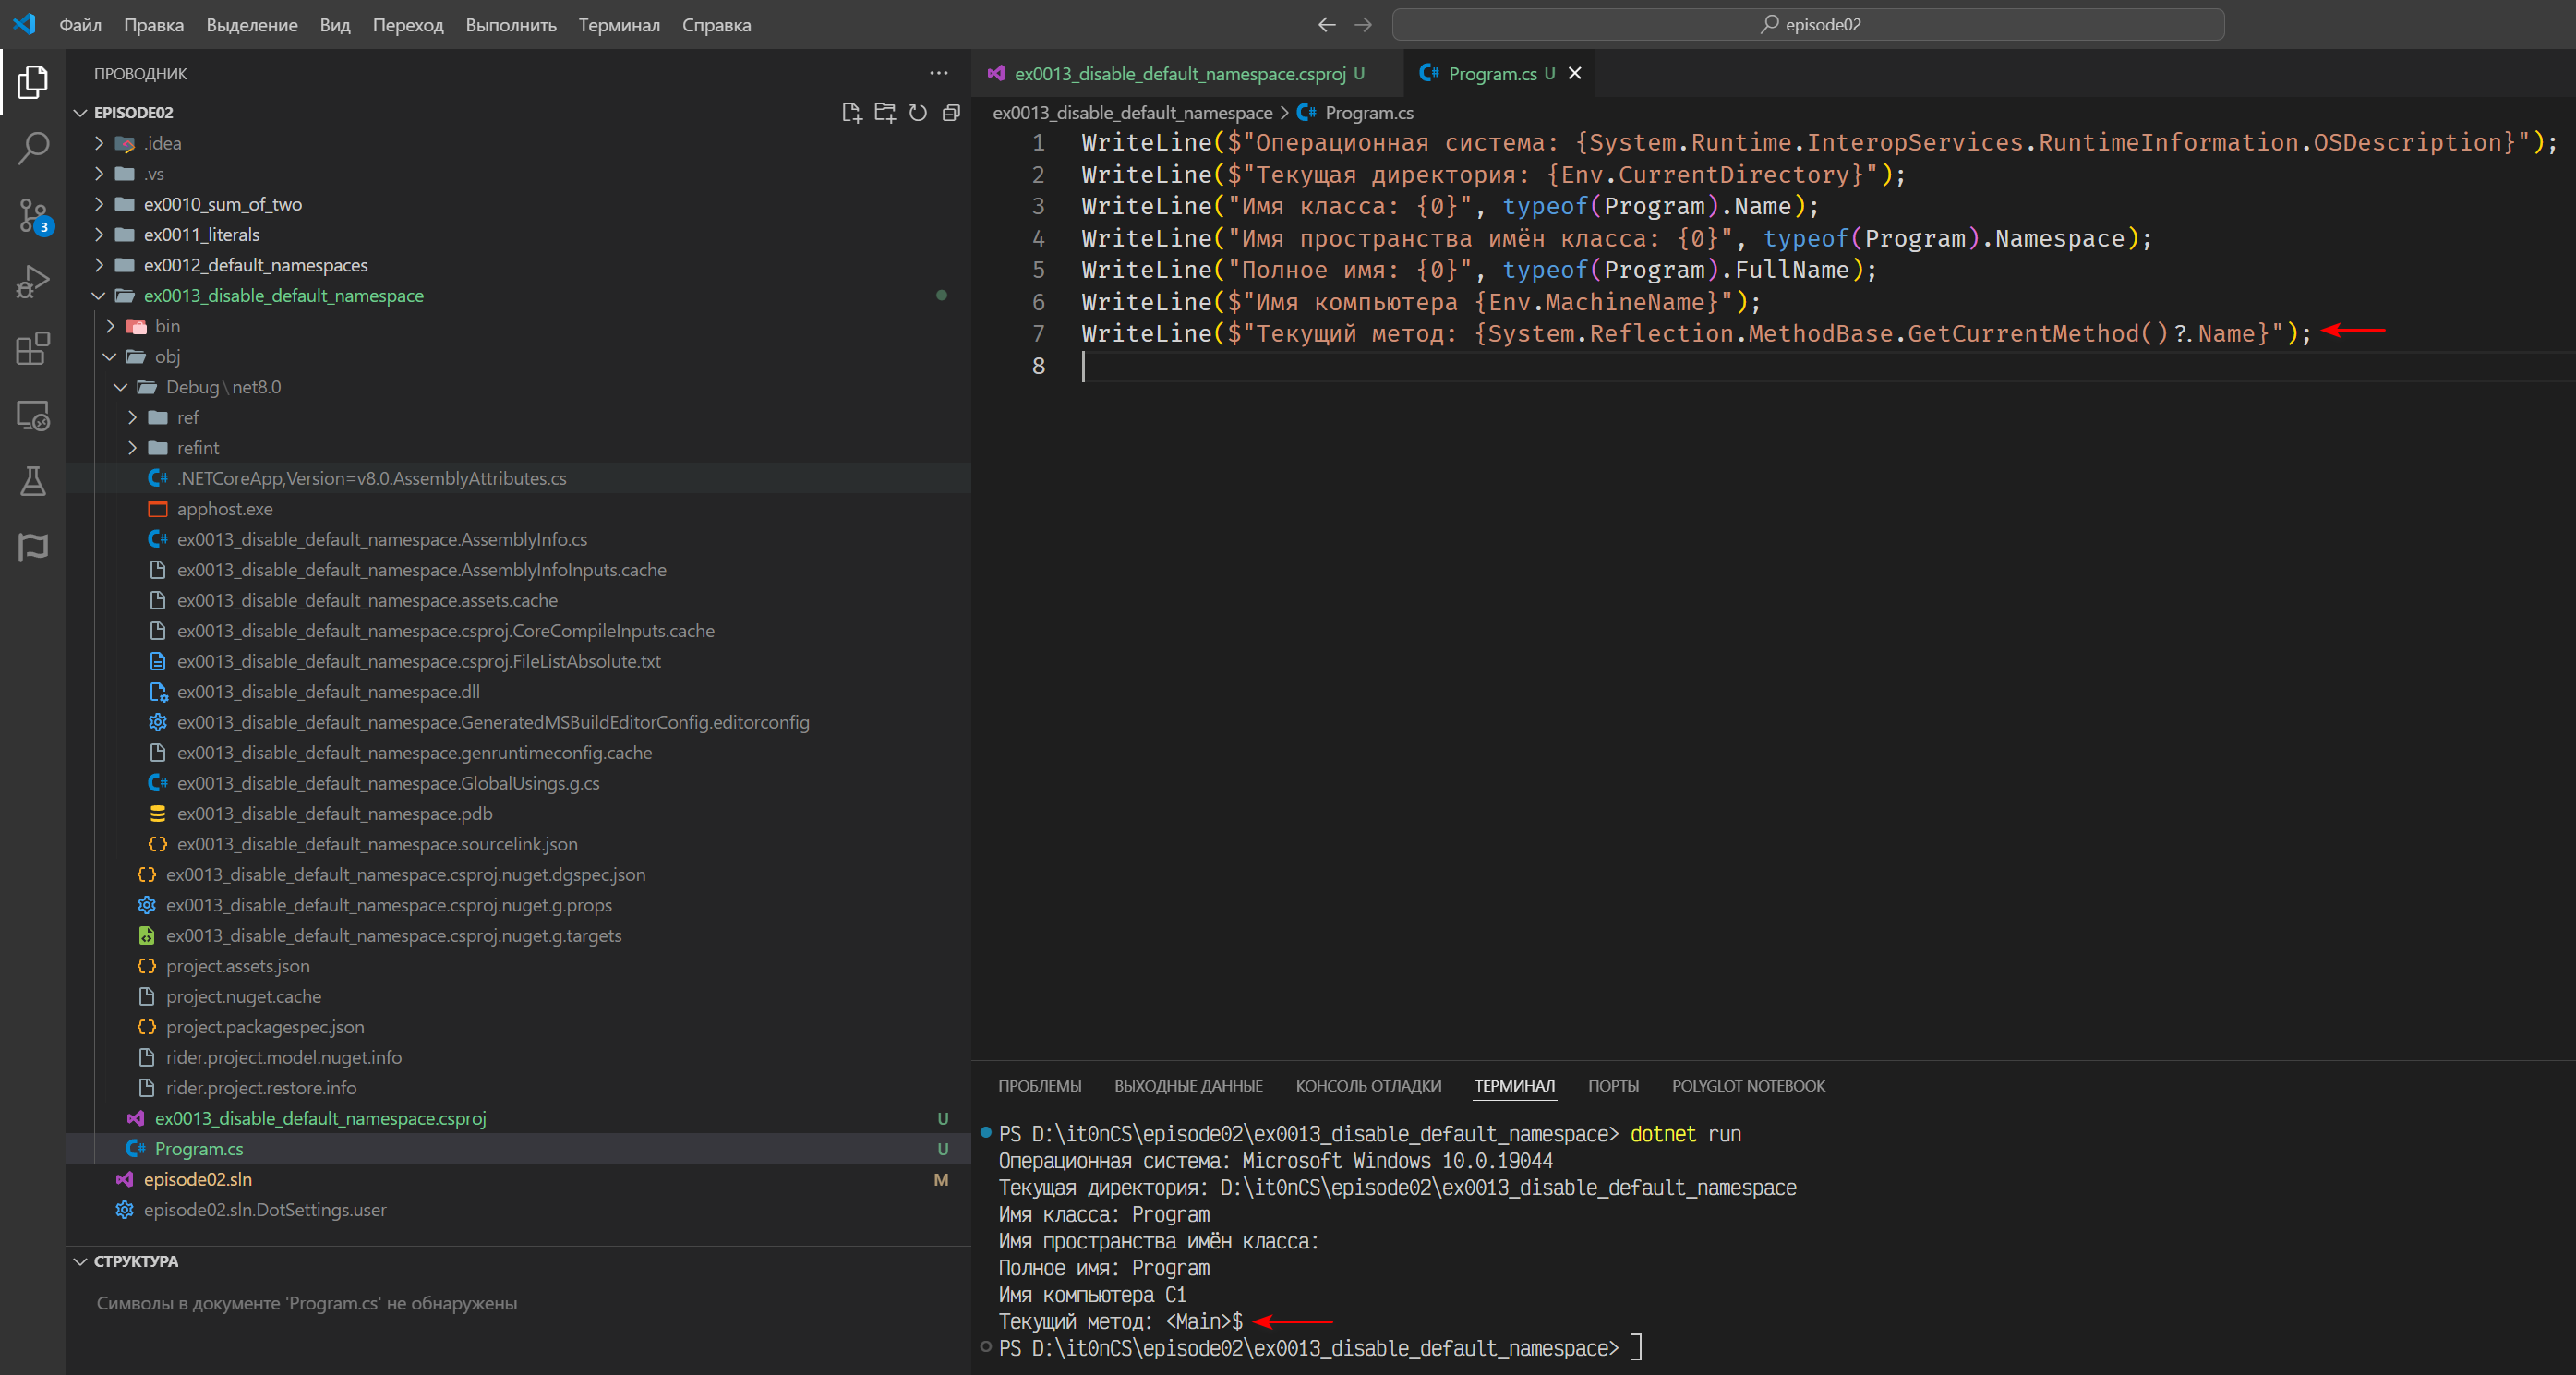 Файл Правка Выделение Вид Переход Выполнить Терминал Справка
episode02
ПРОВОДНИК
EPISODE02
.idea
.vs
ex0010_sum_of_two
ex0011_literals
ex0012_default_namespaces
ex0013_disable_default_namespace
bin
obj
Debug\net8.0
ref
refint
.NETCoreApp,Version=v8.0.AssemblyAttributes.cs
apphost.exe
ex0013_disable_default_namespace.AssemblyInfo.cs
ex0013_disable_default_namespace.AssemblyInfoInputs.cache
ex0013_disable_default_namespace.assets.cache
ex0013_disable_default_namespace.csproj.CoreCompileInputs.cache
ex0013_disable_default_namespace.csproj.FileListAbsolute.txt
ex0013_disable_default_namespace.dll
ex0013_disable_default_namespace.GeneratedMSBuildEditorConfig.editorconfig
ex0013_disable_default_namespace.genruntimeconfig.cache
ex0013_disable_default_namespace.GlobalUsings.g.cs
ex0013_disable_default_namespace.pdb
ex0013_disable_default_namespace.sourcelink.json
ex0013_disable_default_namespace.csproj.nuget.dgspec.json
ex0013_disable_default_namespace.csproj.nuget.g.props
ex0013_disable_default_namespace.csproj.nuget.g.targets
project.assets.json
project.nuget.cache
project.packagespec.json
rider.project.model.nuget.info
rider.project.restore.info
ex0013_disable_default_namespace.csproj U
Program.cs U
episode02.sln M
episode02.sln.DotSettings.user
СТРУКТУРА
Символы в документе 'Program.cs' не обнаружены
3
ex0013_disable_default_namespace.csproj U Program.cs U
ex0013_disable_default_namespace > Program.cs
1 WriteLine($"Операционная система: {System.Runtime.InteropServices.RuntimeInformation.OSDescription}");
2 WriteLine($"Текущая директория: {Env.CurrentDirectory}");
3 WriteLine("Имя класса: {0}", typeof(Program).Name);
4 WriteLine("Имя пространства имён класса: {0}", typeof(Program).Namespace);
5 WriteLine("Полное имя: {0}", typeof(Program).FullName);
6 WriteLine($"Имя компьютера {Env.MachineName}");
7 WriteLine($"Текущий метод: {System.Reflection.MethodBase.GetCurrentMethod()?.Name}");
8
ПРОБЛЕМЫ ВЫХОДНЫЕ ДАННЫЕ КОНСОЛЬ ОТЛАДКИ ТЕРМИНАЛ ПОРТЫ POLYGLOT NOTEBOOK
PS D:\it0nCS\episode02\ex0013_disable_default_namespace> dotnet run
Операционная система: Microsoft Windows 10.0.19044
Текущая директория: D:\it0nCS\episode02\ex0013_disable_default_namespace
Имя класса: Program
Имя пространства имён класса:
Полное имя: Program
Имя компьютера C1
Текущий метод: <Main>$
PS D:\it0nCS\episode02\ex0013_disable_default_namespace>